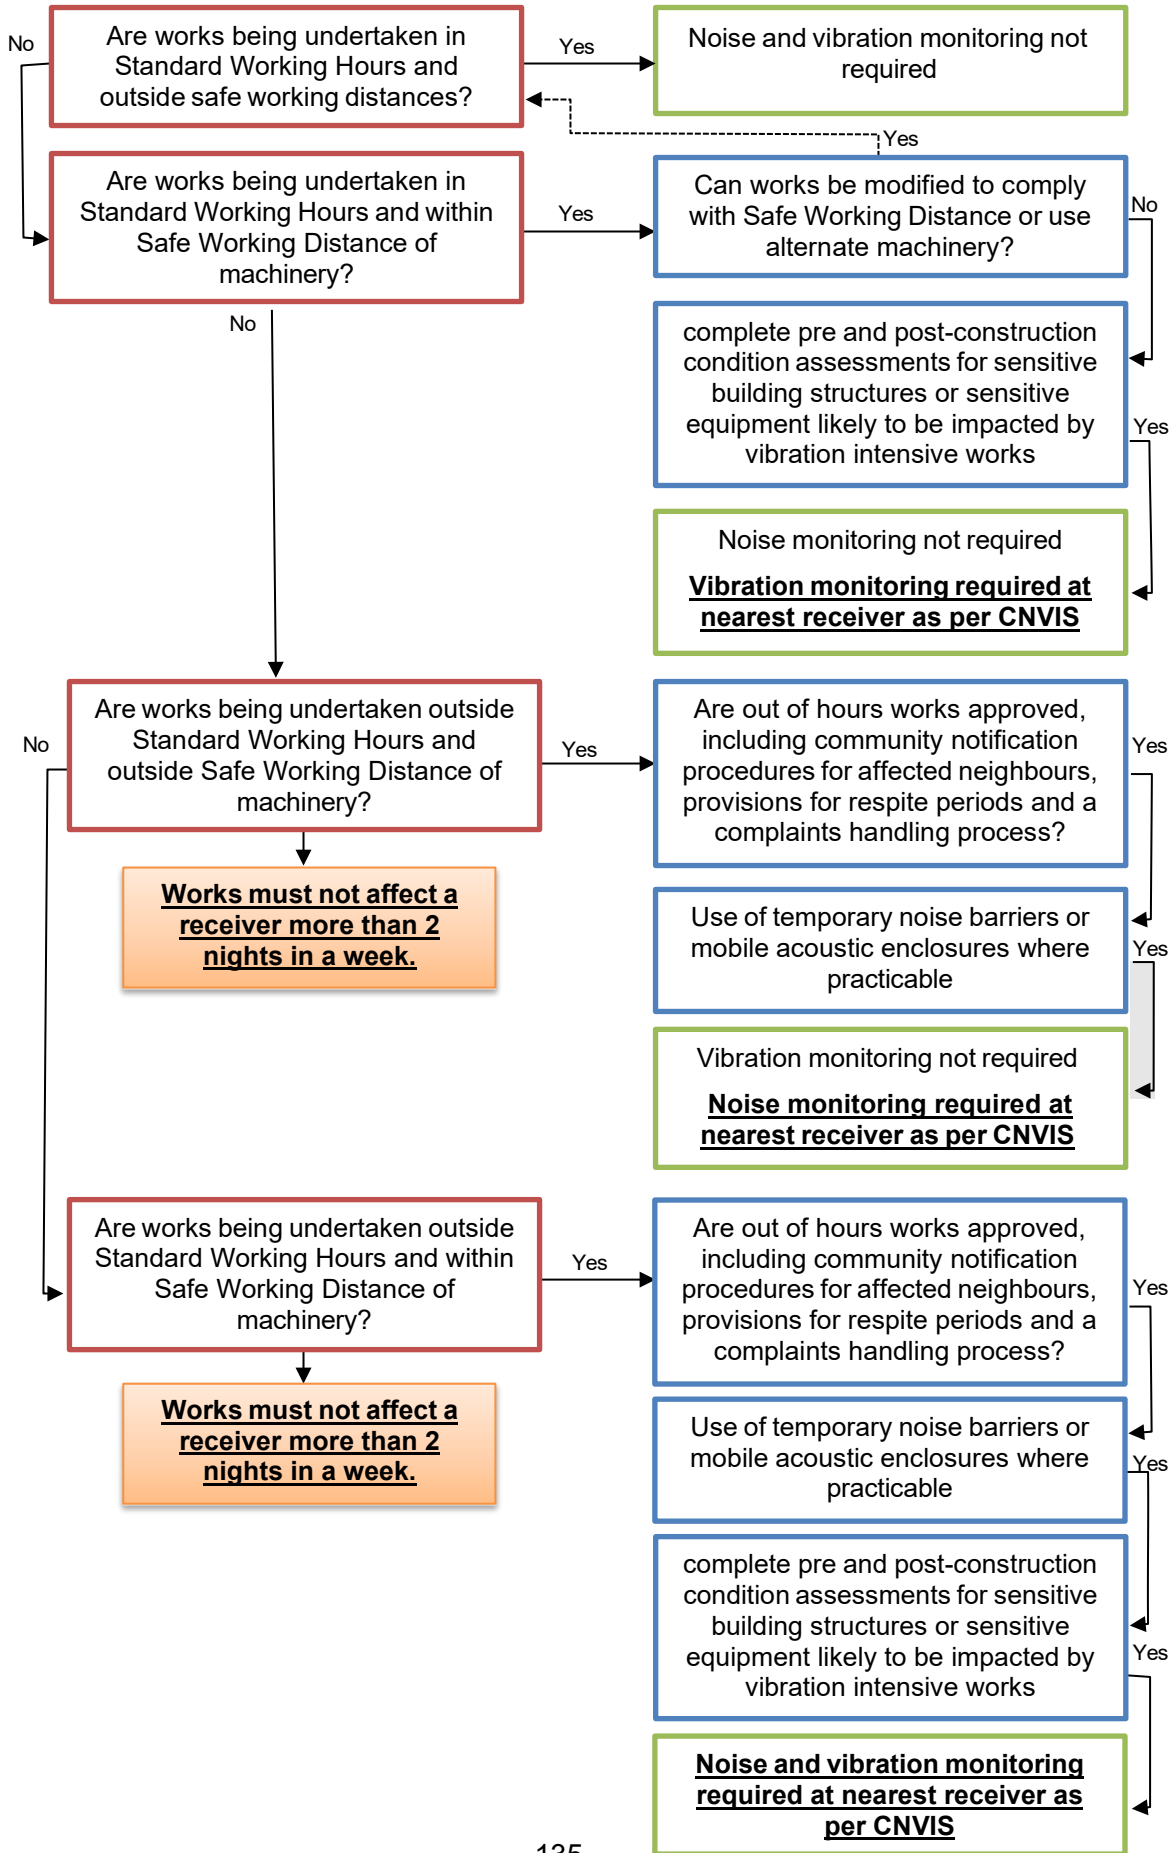 No
Are works being undertaken in
Standard Working Hours and
outside safe working distances?
Yes
Noise and vibration monitoring not
required
Yes
Are works being undertaken in
Standard Working Hours and within
Safe Working Distance of
machinery?
Yes
Can works be modified to comply
with Safe Working Distance or use
alternate machinery?
No
No
complete pre and post-construction
condition assessments for sensitive
building structures or sensitive
equipment likely to be impacted by
vibration intensive works
Yes
Noise monitoring not required
Vibration monitoring required at
nearest receiver as per CNVIS
No
Are works being undertaken outside
Standard Working Hours and
outside Safe Working Distance of
machinery?
Yes
Are out of hours works approved,
including community notification
procedures for affected neighbours,
provisions for respite periods and a
complaints handling process?
Yes
Works must not affect a
receiver more than 2
nights in a week.
Use of temporary noise barriers or
mobile acoustic enclosures where
practicable
Yes
Vibration monitoring not required
Noise monitoring required at
nearest receiver as per CNVIS
Are works being undertaken outside
Standard Working Hours and within
Safe Working Distance of
machinery?
Yes
Are out of hours works approved,
including community notification
procedures for affected neighbours,
provisions for respite periods and a
complaints handling process?
Yes
Works must not affect a
receiver more than 2
nights in a week.
Use of temporary noise barriers or
mobile acoustic enclosures where
practicable
Yes
complete pre and post-construction
condition assessments for sensitive
building structures or sensitive
equipment likely to be impacted by
vibration intensive works
Yes
Noise and vibration monitoring
required at nearest receiver as
per CNVIS
135